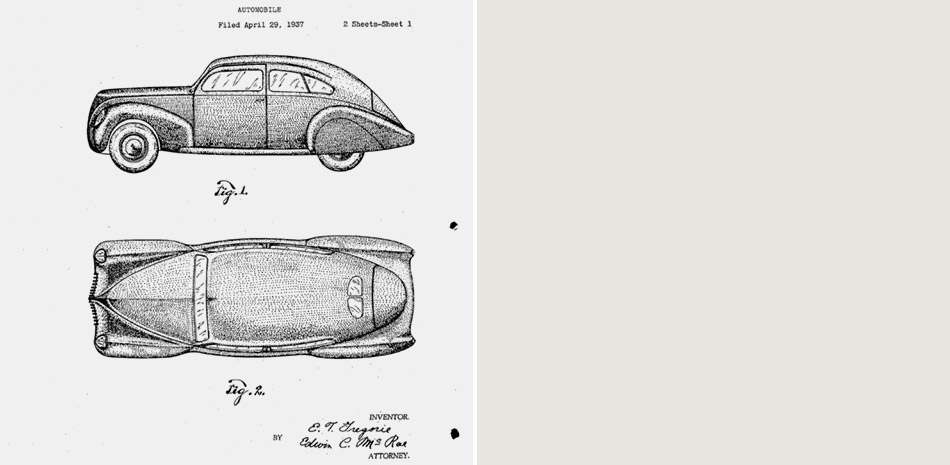 AUTOMOBILE
Filed April 29, 1937
2 Sheets-Sheet 1
Fig. 1.
Fig. 2.
INVENTOR.
E. T. Gregorie
BY
Edwin C. McRae
ATTORNEY.